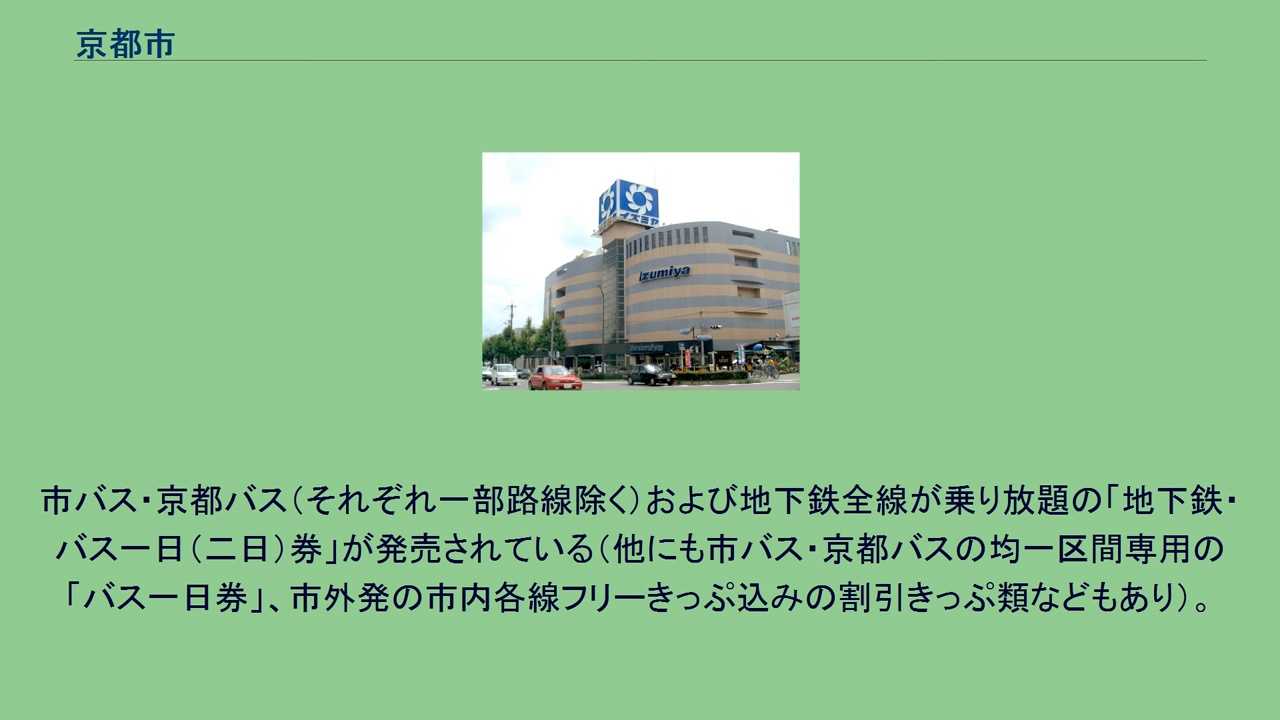 京都市
イズミヤ
izumiya
izumiya
市バス・京都バス（それぞれ一部路線除く）および地下鉄全線が乗り放題の「地下鉄・
バス一日（二日）券」が発売されている（他にも市バス・京都バスの均一区間専用の
「バス一日券」、市外発の市内各線フリーきっぷ込みの割引きっぷ類などもあり）。